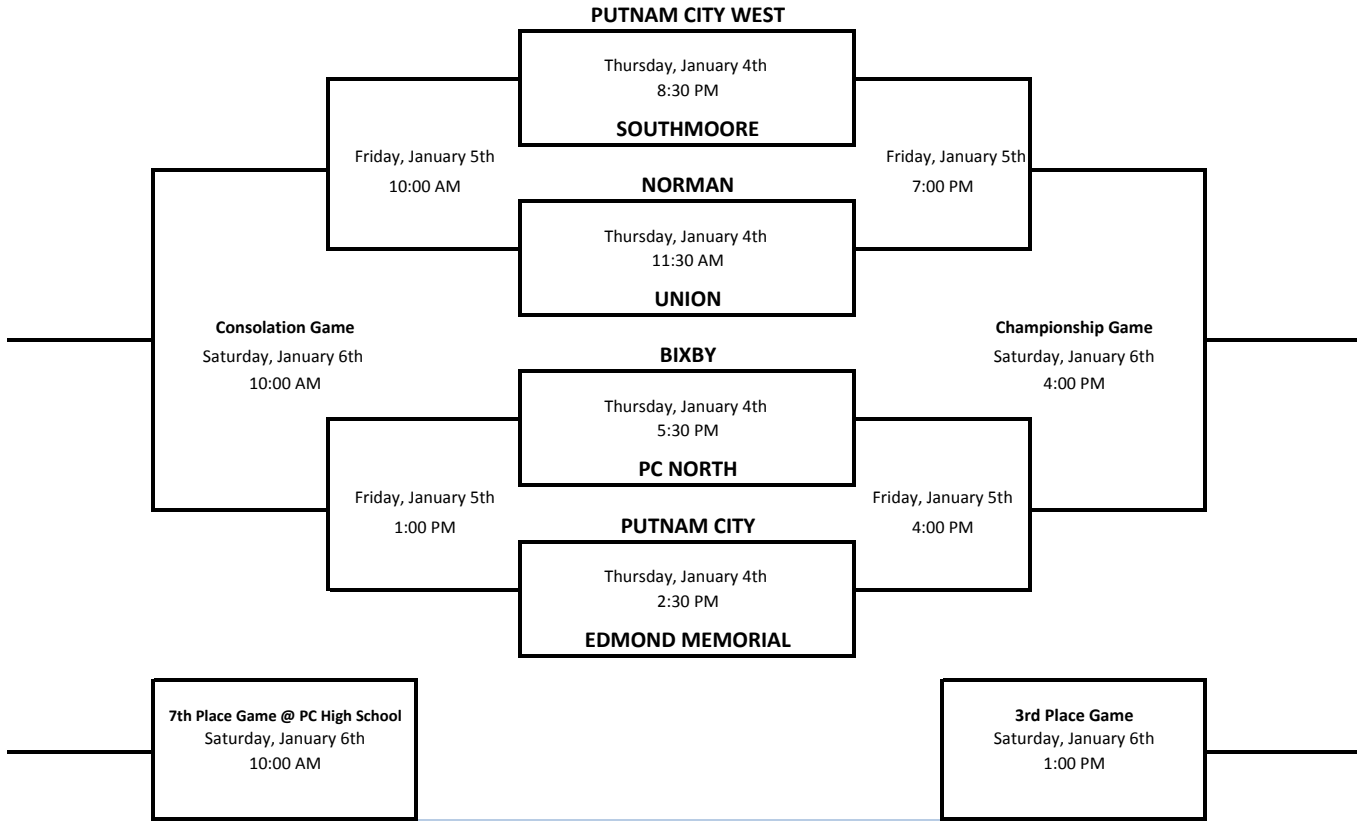 PUTNAM CITY WEST
Thursday, January 4th
8:30 PM
SOUTHMOORE
Friday, January 5th
10:00 AM
Friday, January 5th
7:00 PM
NORMAN
Thursday, January 4th
11:30 AM
UNION
Consolation Game
Saturday, January 6th
10:00 AM
Championship Game
Saturday, January 6th
4:00 PM
BIXBY
Thursday, January 4th
5:30 PM
PC NORTH
Friday, January 5th
1:00 PM
Friday, January 5th
4:00 PM
PUTNAM CITY
Thursday, January 4th
2:30 PM
EDMOND MEMORIAL
7th Place Game @ PC High School
Saturday, January 6th
10:00 AM
3rd Place Game
Saturday, January 6th
1:00 PM